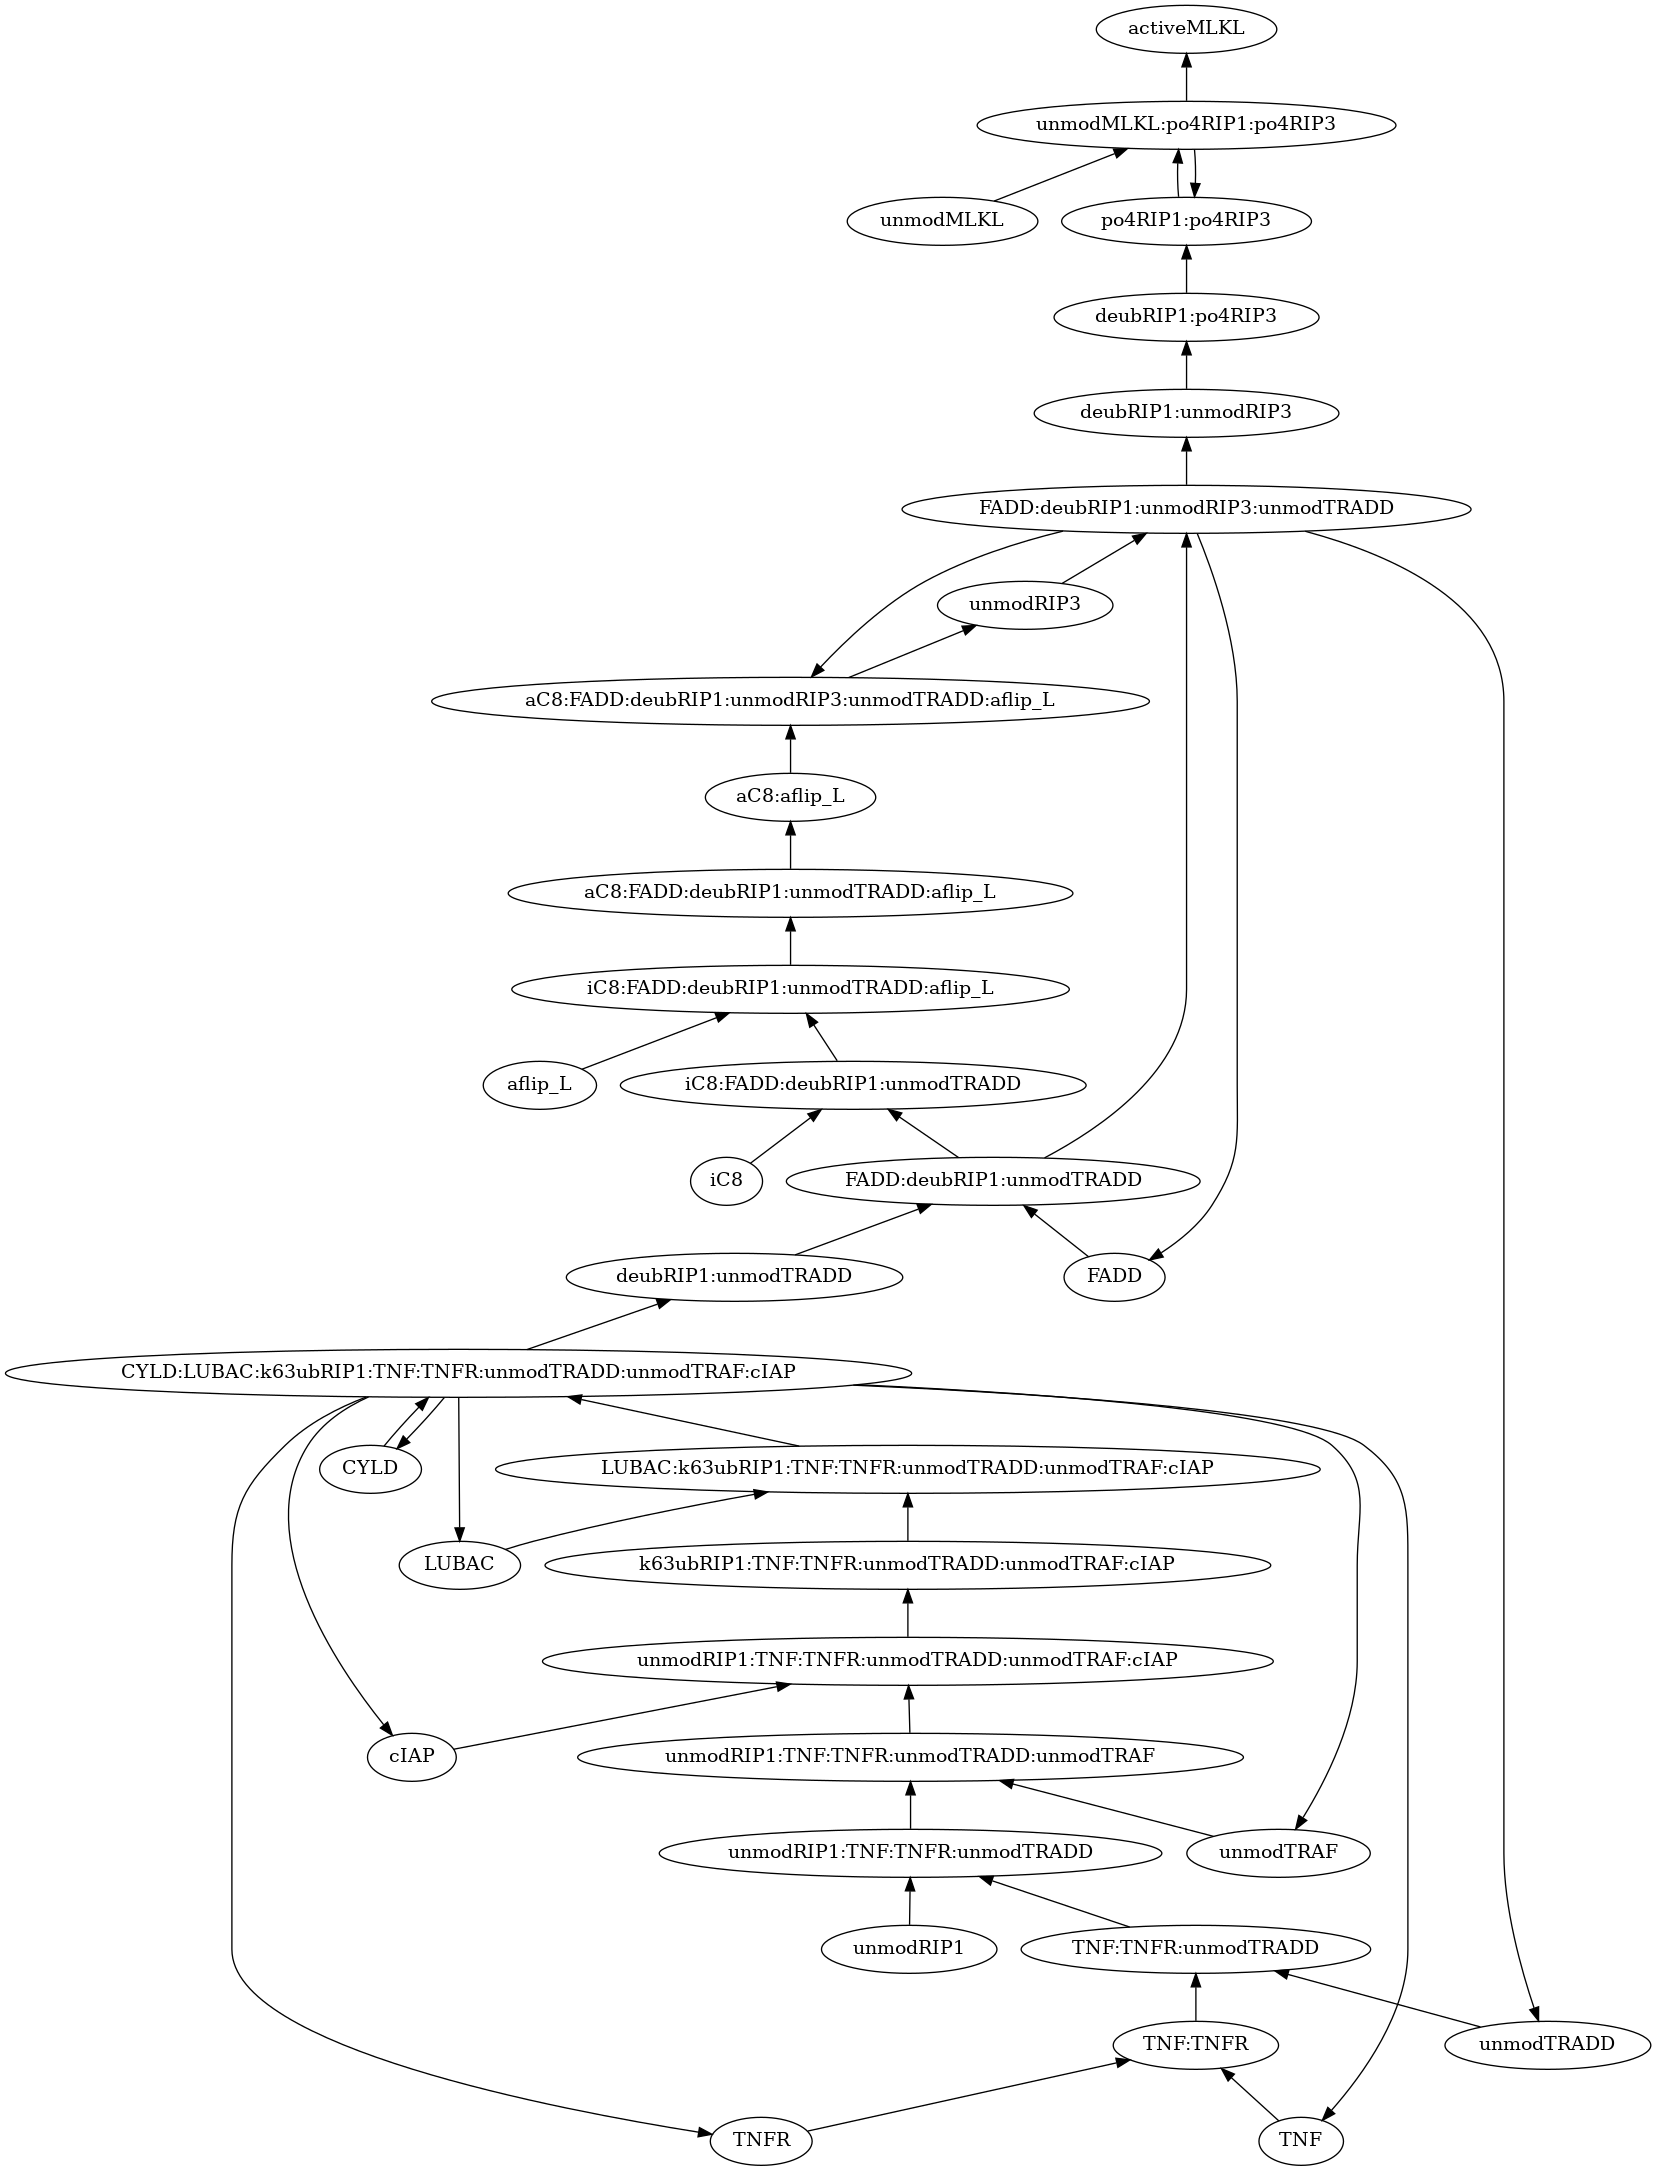 activeMLKL
unmodMLKL:po4RIP1:po4RIP3
unmodMLKL
po4RIP1:po4RIP3
deubRIP1:po4RIP3
deubRIP1:unmodRIP3
FADD:deubRIP1:unmodRIP3:unmodTRADD
unmodRIP3
aC8:FADD:deubRIP1:unmodRIP3:unmodTRADD:aflip_L
aC8:aflip_L
aC8:FADD:deubRIP1:unmodTRADD:aflip_L
iC8:FADD:deubRIP1:unmodTRADD:aflip_L
aflip_L
iC8:FADD:deubRIP1:unmodTRADD
iC8
FADD:deubRIP1:unmodTRADD
deubRIP1:unmodTRADD
FADD
CYLD:LUBAC:k63ubRIP1:TNF:TNFR:unmodTRADD:unmodTRAF:cIAP
CYLD
LUBAC:k63ubRIP1:TNF:TNFR:unmodTRADD:unmodTRAF:cIAP
LUBAC
k63ubRIP1:TNF:TNFR:unmodTRADD:unmodTRAF:cIAP
unmodRIP1:TNF:TNFR:unmodTRADD:unmodTRAF:cIAP
cIAP
unmodRIP1:TNF:TNFR:unmodTRADD:unmodTRAF
unmodRIP1:TNF:TNFR:unmodTRADD
unmodTRAF
unmodRIP1
TNF:TNFR:unmodTRADD
TNF:TNFR
unmodTRADD
TNFR
TNF